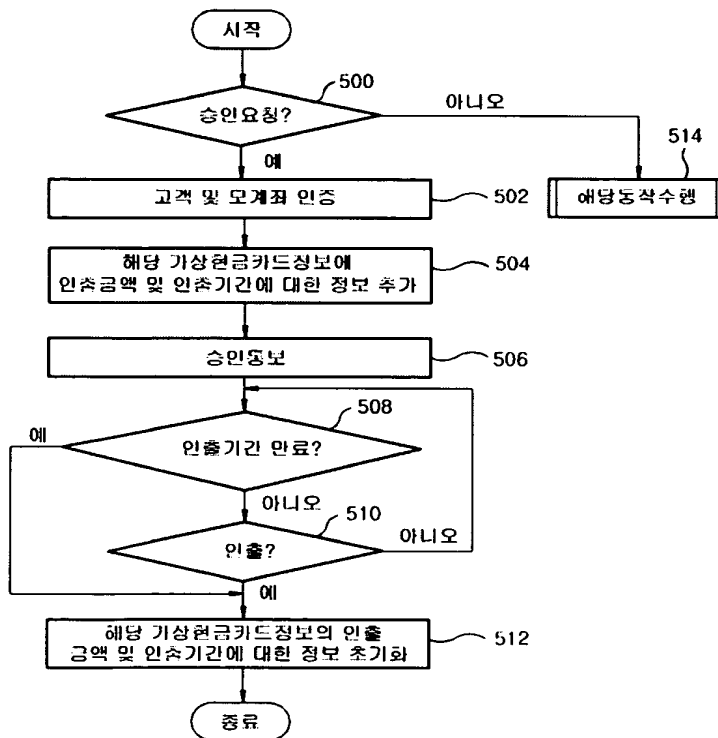 시작
500
승인요청?
아니오
예
514
고객 및 모계좌 인증
502
해당동작수행
해당 가상현금카드정보에
인출금액 및 인출기간에 대한 정보 추가
504
승인통보
506
508
예
인출기간 만료?
아니오
510
인출?
아니오
예
해당 가상현금카드정보의 인출
금액 및 인출기간에 대한 정보 초기화
512
종료